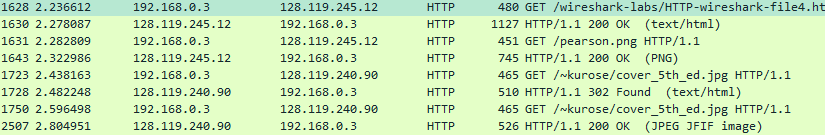 1628 2.236612 192.168.0.3 128.119.245.12 HTTP 480 GET /wireshark-labs/HTTP-wireshark-file4.ht
1630 2.278087 128.119.245.12 192.168.0.3 HTTP 1127 HTTP/1.1 200 OK (text/html)
1631 2.282809 192.168.0.3 128.119.245.12 HTTP 451 GET /pearson.png HTTP/1.1
1643 2.322986 128.119.245.12 192.168.0.3 HTTP 745 HTTP/1.1 200 OK (PNG)
1723 2.438163 192.168.0.3 128.119.240.90 HTTP 465 GET /~kurose/cover_5th_ed.jpg HTTP/1.1
1728 2.482248 128.119.240.90 192.168.0.3 HTTP 510 HTTP/1.1 302 Found (text/html)
1750 2.596498 192.168.0.3 128.119.240.90 HTTP 465 GET /~kurose/cover_5th_ed.jpg HTTP/1.1
2507 2.804951 128.119.240.90 192.168.0.3 HTTP 526 HTTP/1.1 200 OK (JPEG JFIF image)